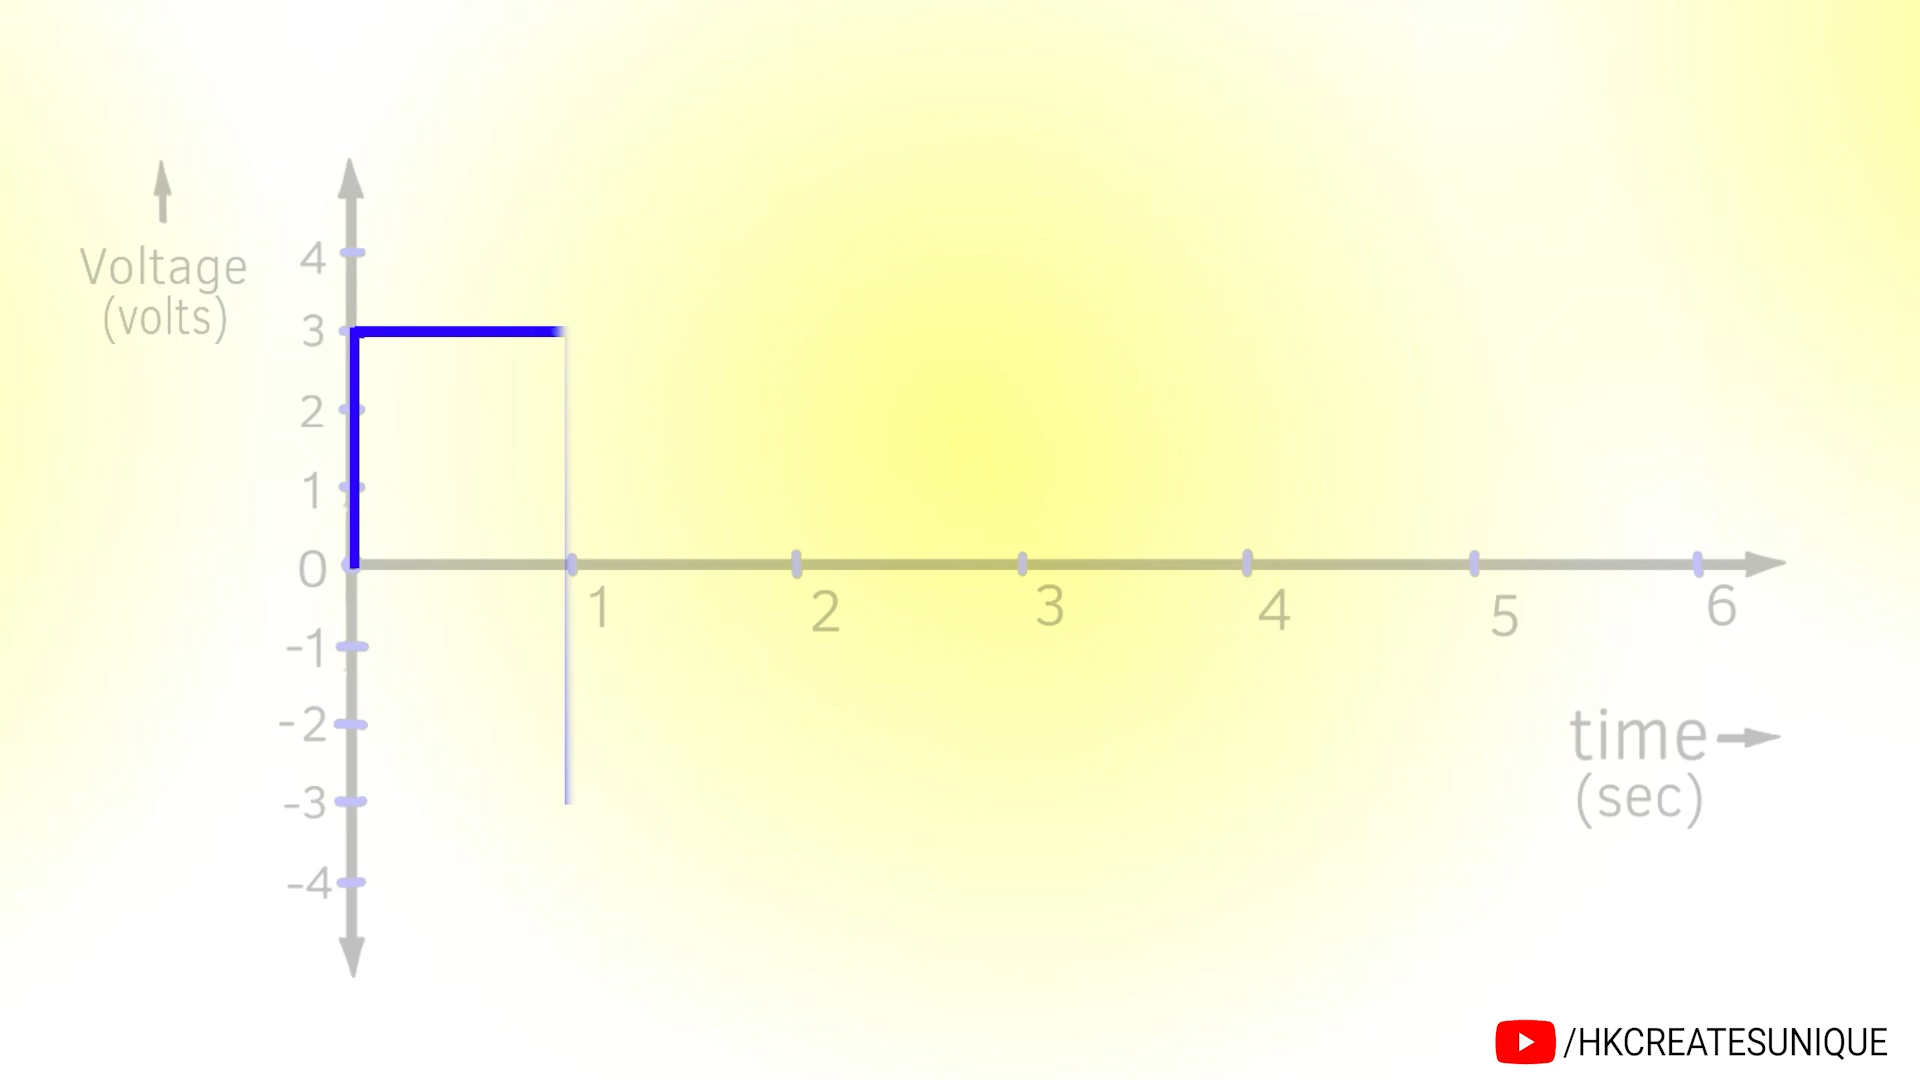 Voltage
(volts)
4
3
2
1
0
-1
-2
-3
-4
1 2 3 4 5 6
time
(sec)
/HKCREATESUNIQUE